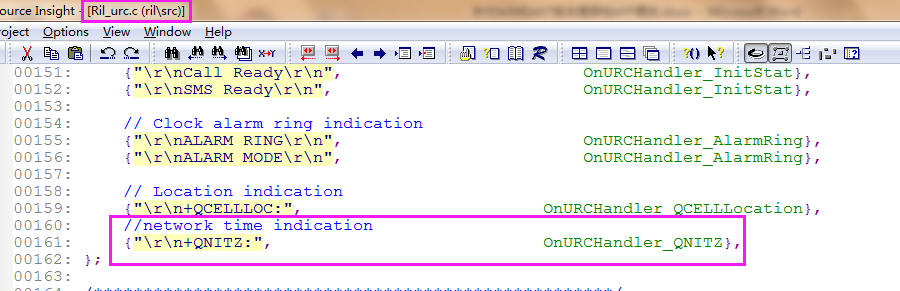 ource Insight - [Ril_urc.c (ril\src)]
roject Options View Window Help
00151: {"\r\nCall Ready\r\n", OnURCHandler_InitStat},
00152: {"\r\nSMS Ready\r\n", OnURCHandler_InitStat},
00153:
00154: // Clock alarm ring indication
00155: {"\r\nALARM RING\r\n", OnURCHandler_AlarmRing},
00156: {"\r\nALARM MODE\r\n", OnURCHandler_AlarmRing},
00157:
00158: // Location indication
00159: {"\r\n+QCELLLOC:", OnURCHandler_QCELLLocation},
00160: //network time indication
00161: {"\r\n+QNITZ:", OnURCHandler_QNITZ},
00162: };
00163:
00164: /****************************************************/